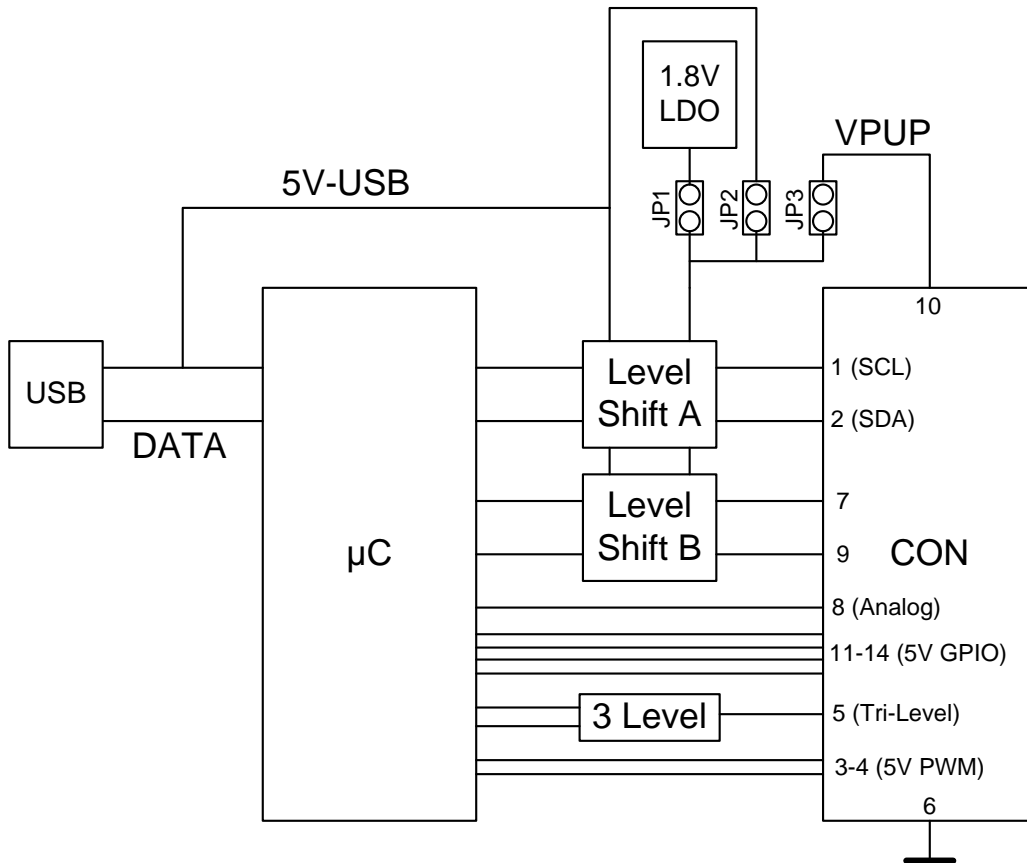 1.8V
LDO
VPUP
5V-USB
JP1
JP2
JP3
10
USB
DATA
Level
Shift A
1 (SCL)
2 (SDA)
µC
Level
Shift B
7
9
CON
8 (Analog)
11-14 (5V GPIO)
3 Level
5 (Tri-Level)
3-4 (5V PWM)
6